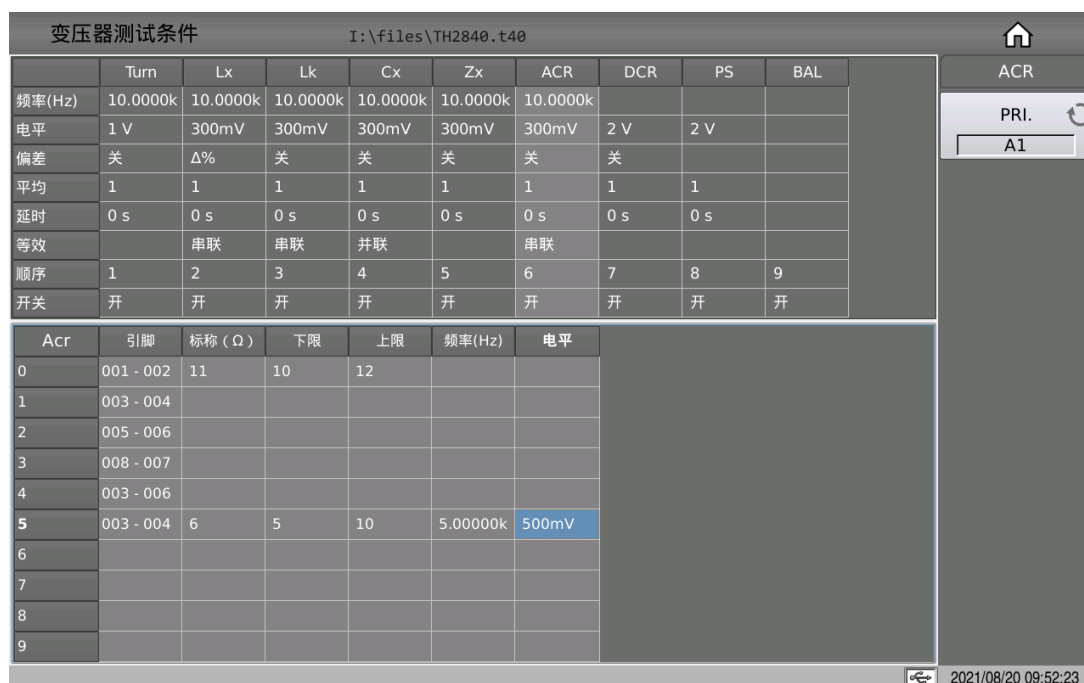 变压器测试条件 I:\files\TH2840.t40
Turn Lx Lk Cx Zx ACR DCR PS BAL ACR
频率(Hz) 10.0000k 10.0000k 10.0000k 10.0000k 10.0000k 10.0000k
PRI.
电平 1 V 300mV 300mV 300mV 300mV 300mV 2 V 2 V
A1
偏差 关 Δ% 关 关 关 关 关
平均 1 1 1 1 1 1 1 1
延时 0 s 0 s 0 s 0 s 0 s 0 s 0 s 0 s
等效 串联 串联 并联 串联
顺序 1 2 3 4 5 6 7 8 9
开关 开 开 开 开 开 开 开 开 开
Acr 引脚 标称（Ω） 下限 上限 频率(Hz) 电平
0 001 - 002 11 10 12
1 003 - 004
2 005 - 006
3 008 - 007
4 003 - 006
5 003 - 004 6 5 10 5.00000k 500mV
6
7
8
9
2021/08/20 09:52:23